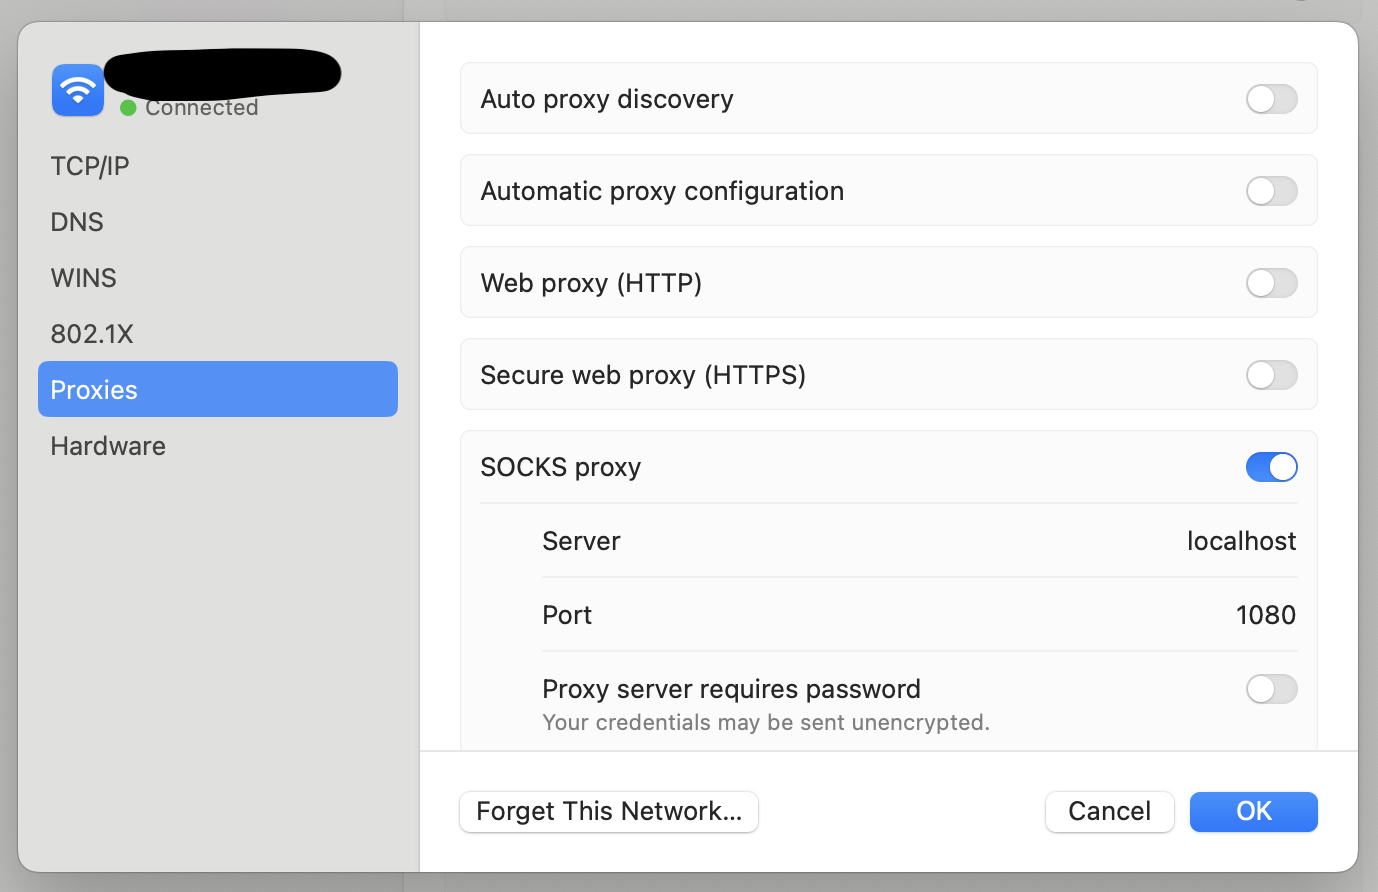 Connected
TCP/IP
DNS
WINS
802.1X
Proxies
Hardware
Auto proxy discovery
Automatic proxy configuration
Web proxy (HTTP)
Secure web proxy (HTTPS)
SOCKS proxy
Server localhost
Port 1080
Proxy server requires password
Your credentials may be sent unencrypted.
Forget This Network...
Cancel
OK